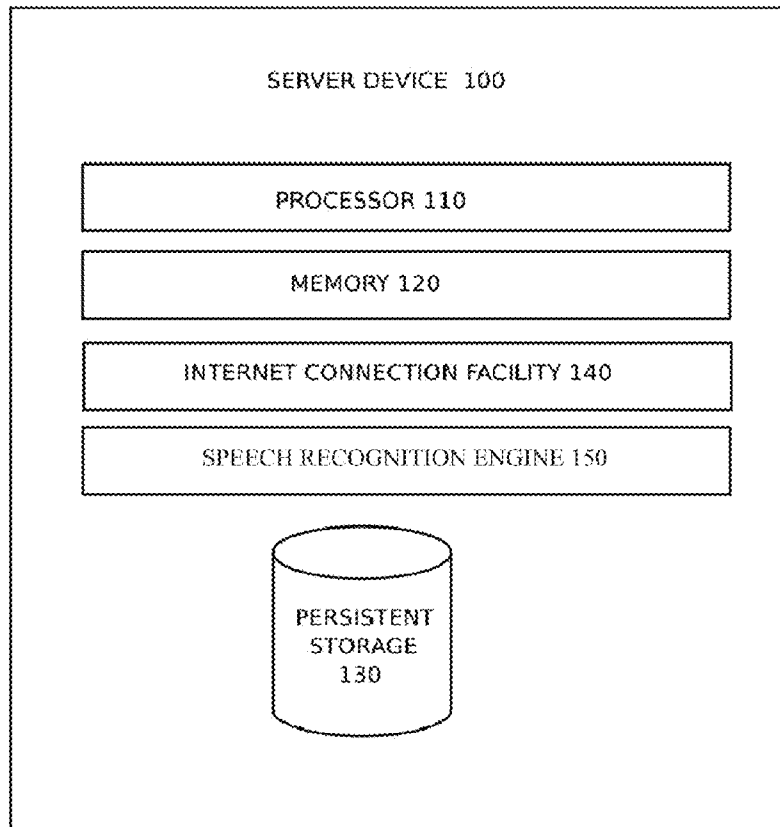 SERVER DEVICE 100
PROCESSOR 110
MEMORY 120
INTERNET CONNECTION FACILITY 140
SPEECH RECOGNITION ENGINE 150
PERSISTENT
STORAGE
130